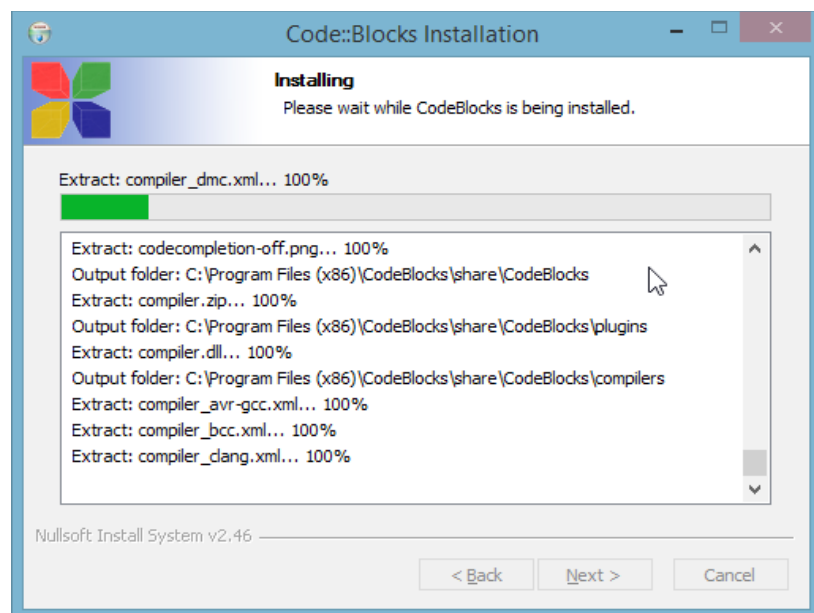 Code::Blocks Installation
Installing
Please wait while CodeBlocks is being installed.
Extract: compiler_dmc.xml... 100%
Extract: codecompletion-off.png... 100%
Output folder: C:\Program Files (x86)\CodeBlocks\share\CodeBlocks
Extract: compiler.zip... 100%
Output folder: C:\Program Files (x86)\CodeBlocks\share\CodeBlocks\plugins
Extract: compiler.dll... 100%
Output folder: C:\Program Files (x86)\CodeBlocks\share\CodeBlocks\compilers
Extract: compiler_avr-gcc.xml... 100%
Extract: compiler_bcc.xml... 100%
Extract: compiler_clang.xml... 100%
Nullsoft Install System v2.46
< Back Next > Cancel